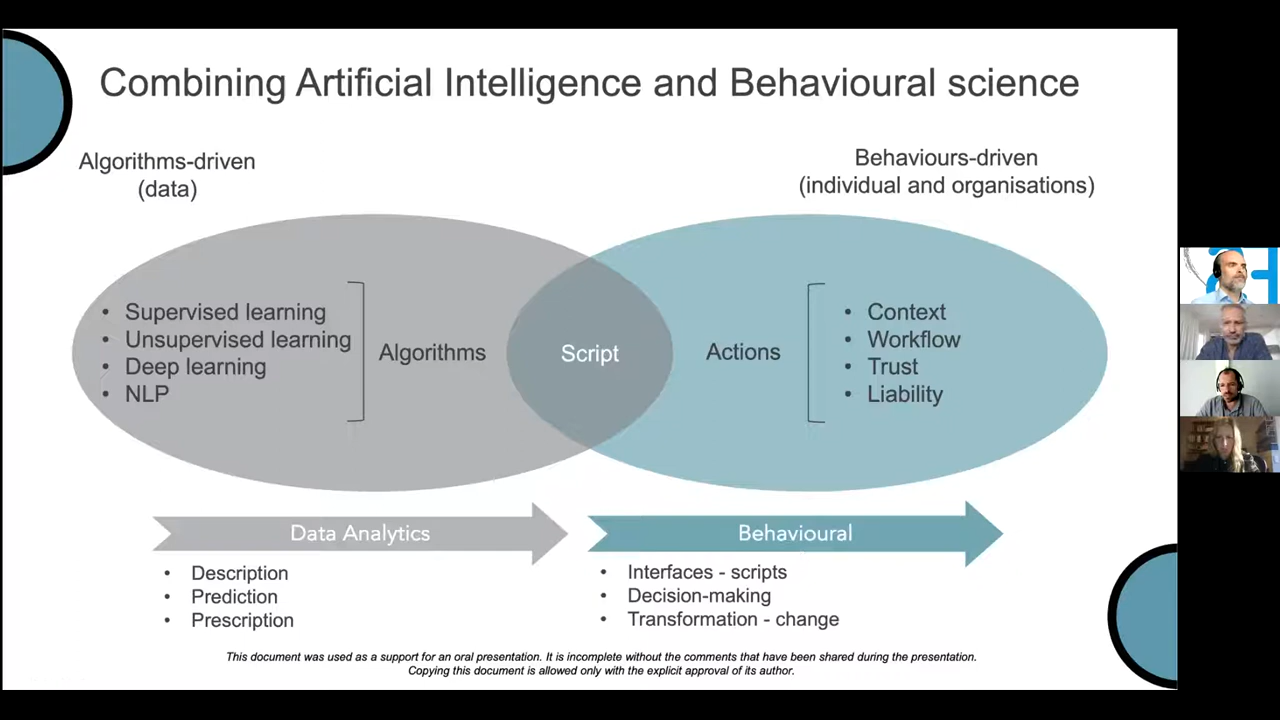 Combining Artificial Intelligence and Behavioural science
Algorithms-driven
(data)
Behaviours-driven
(individual and organisations)
• Supervised learning
• Unsupervised learning
• Deep learning
• NLP
Algorithms
Script
Actions
• Context
• Workflow
• Trust
• Liability
Data Analytics
• Description
• Prediction
• Prescription
Behavioural
• Interfaces - scripts
• Decision-making
• Transformation - change
This document was used as a support for an oral presentation. It is incomplete without the comments that have been shared during the presentation.
Copying this document is allowed only with the explicit approval of its author.